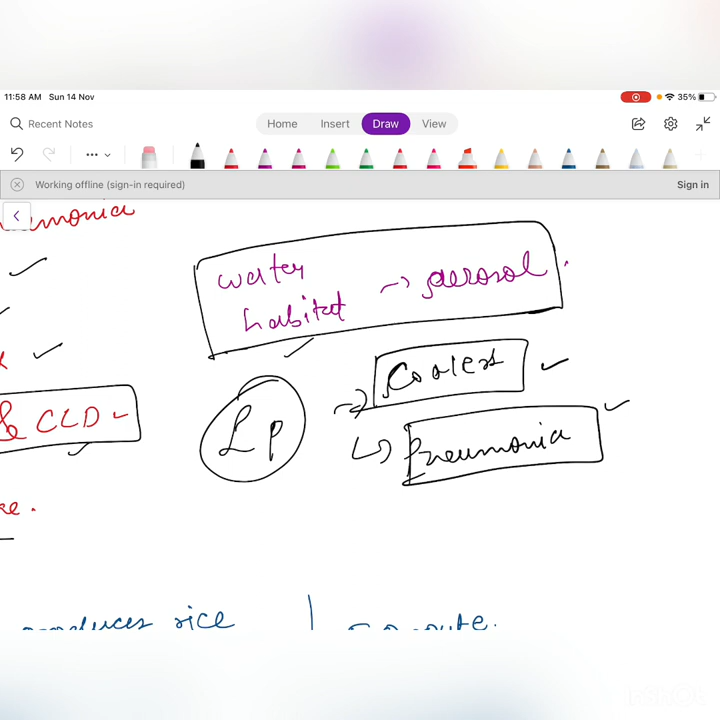 11:58 AM Sun 14 Nov
35%
Recent Notes
Home Insert Draw View
Working offline (sign-in required)
Sign in
water
habitat → aerosol.
Coolers
Lp
Pneumonia
& CLD
rice